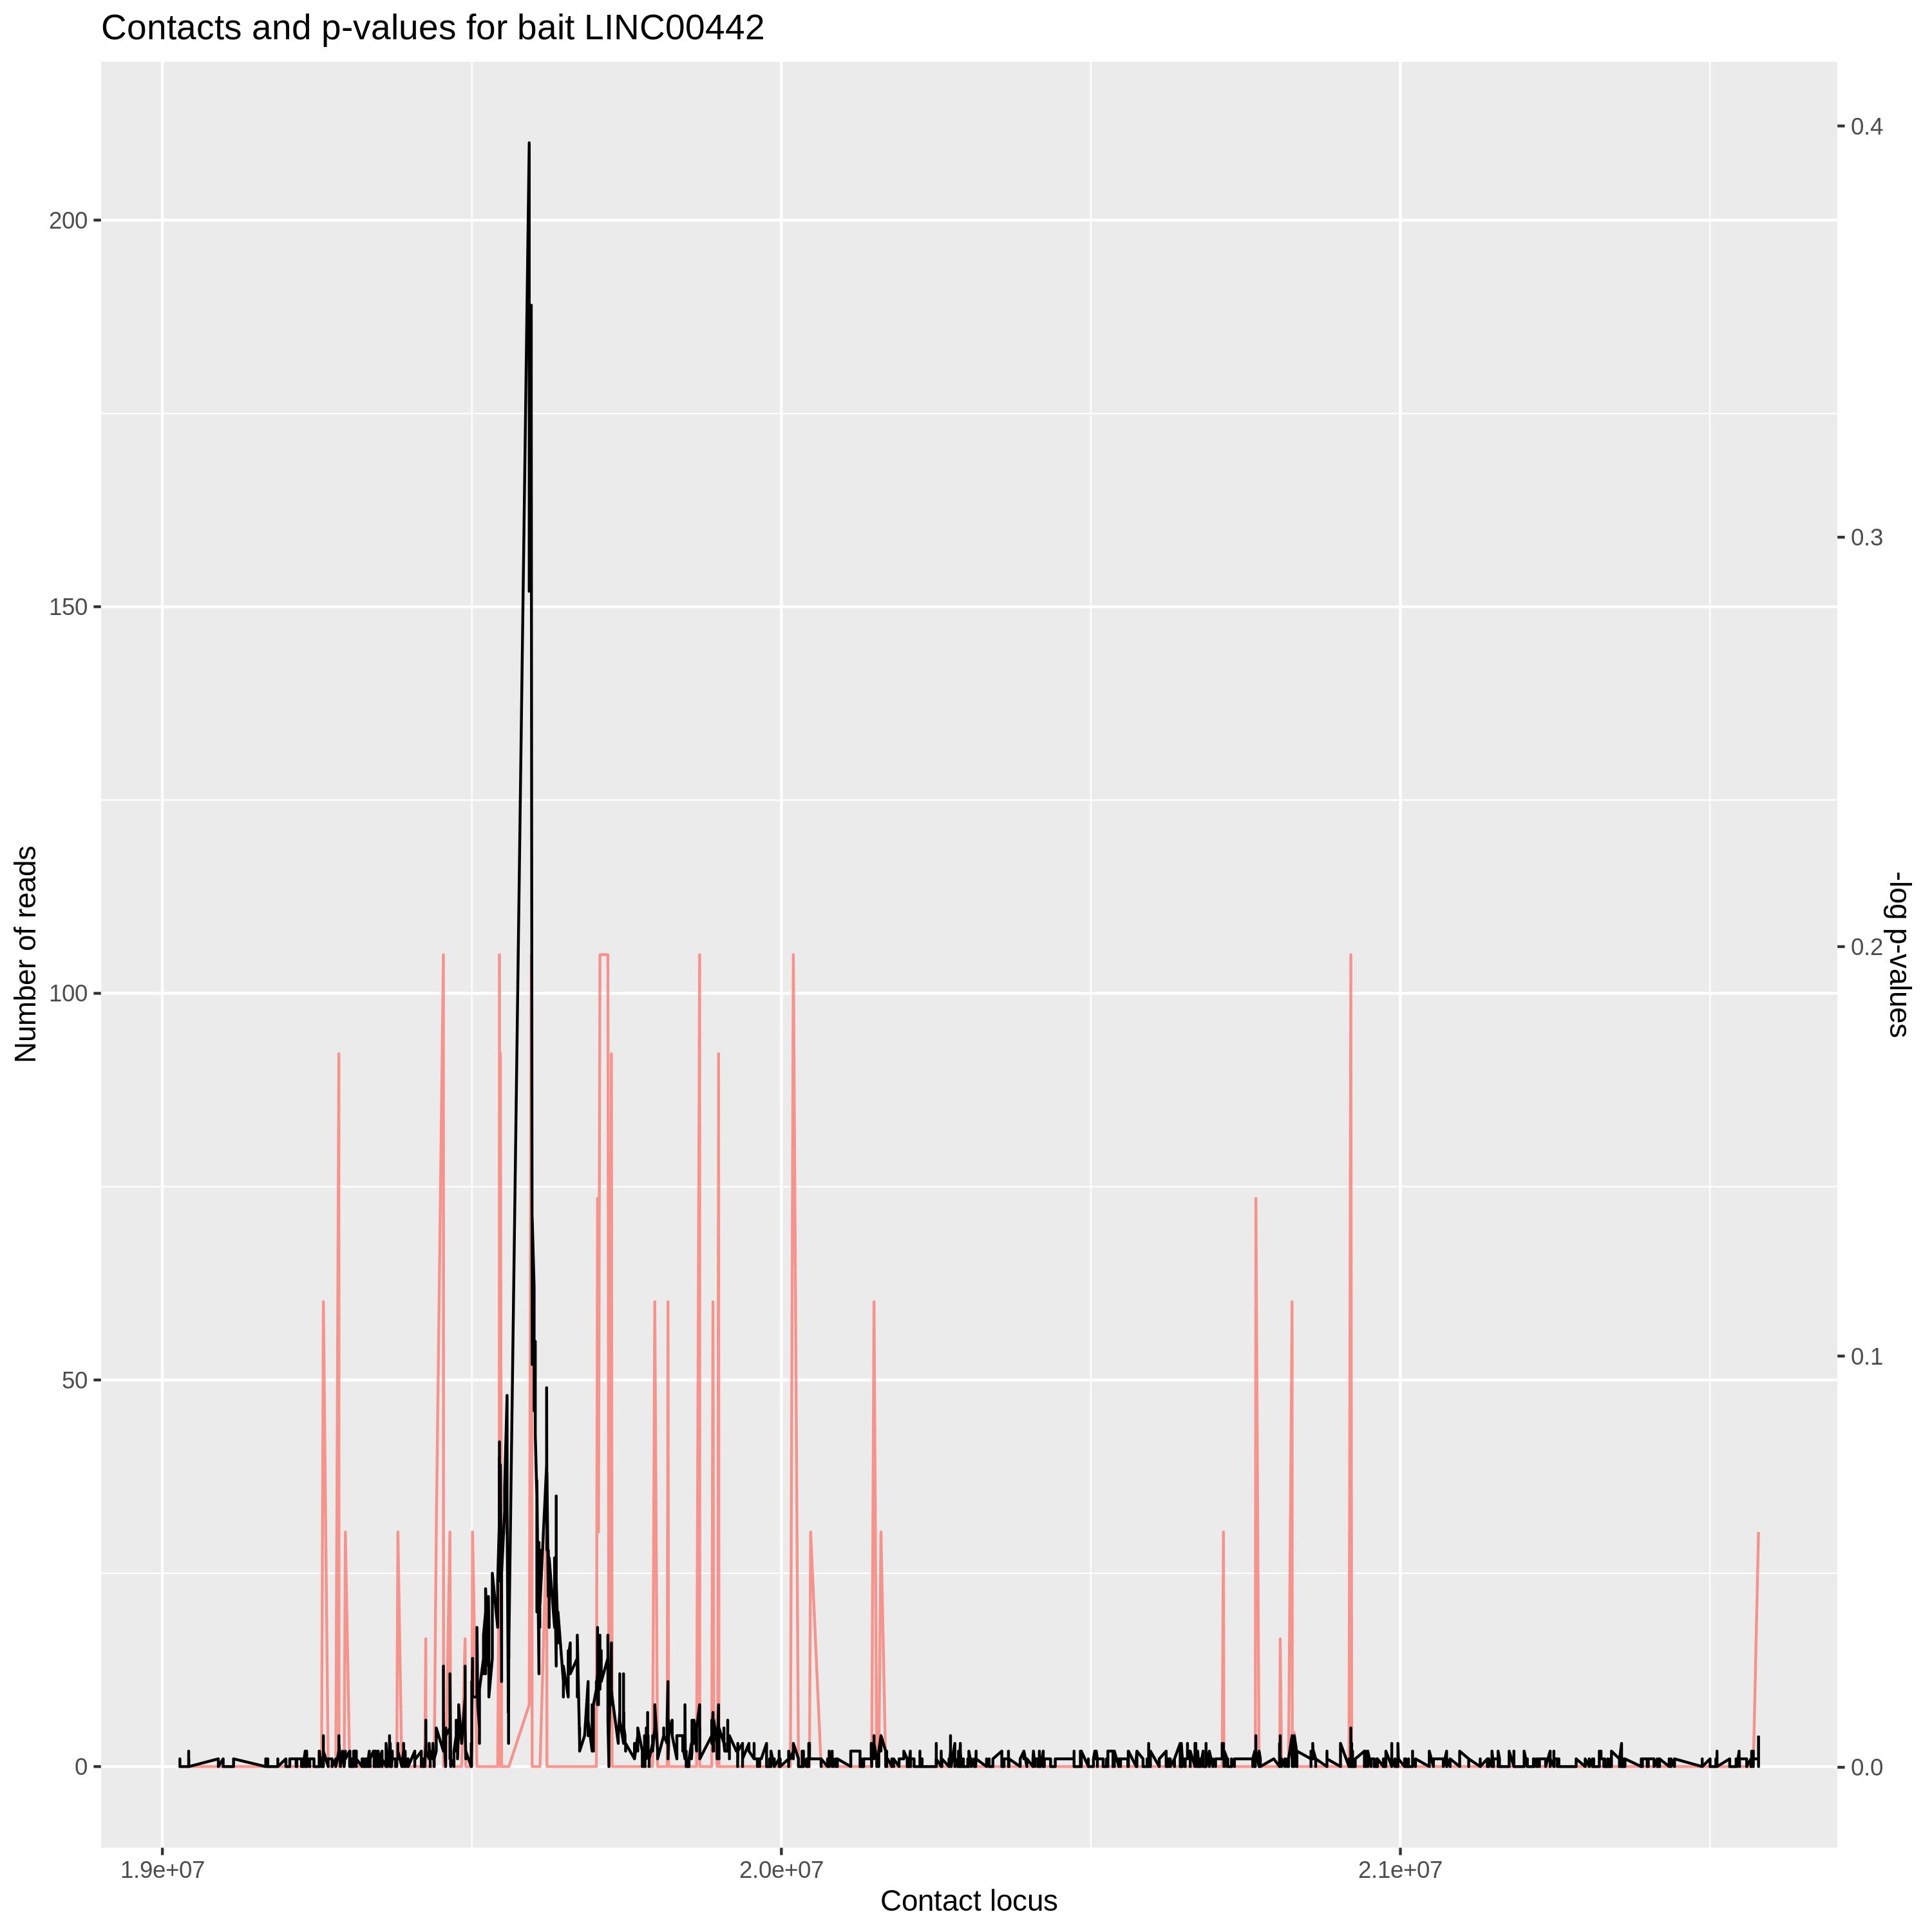 Contacts and p-values for bait LINC00442
Number of reads
200
150
100
50
0
0.4
0.3
0.2
0.1
0.0
-log p-values
1.9e+07 2.0e+07 2.1e+07
Contact locus